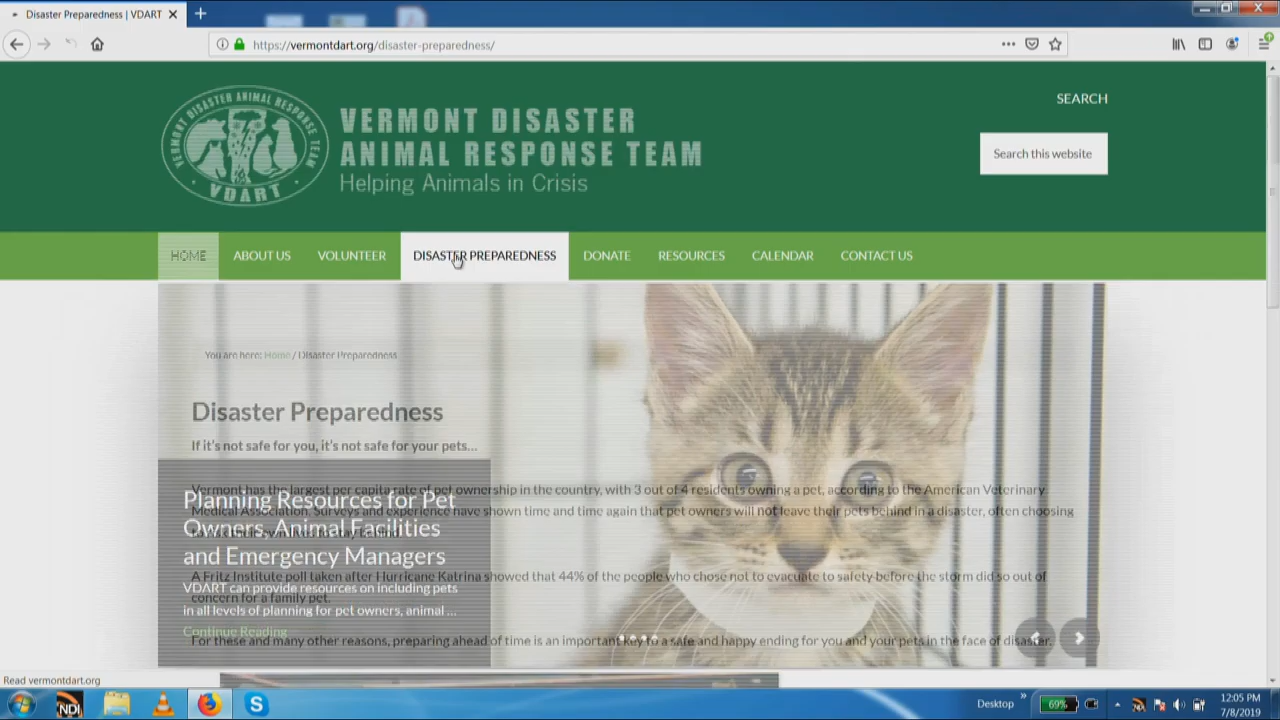 Disaster Preparedness | VDART
https://vermontdart.org/disaster-preparedness/
VERMONT DISASTER ANIMAL RESPONSE TEAM
VDART
VERMONT DISASTER
ANIMAL RESPONSE TEAM
Helping Animals in Crisis
SEARCH
Search this website
HOME
ABOUT US
VOLUNTEER
DISASTER PREPAREDNESS
DONATE
RESOURCES
CALENDAR
CONTACT US
You are here: Home / Disaster Preparedness
Disaster Preparedness
If it's not safe for you, it's not safe for your pets...
Vermont has the largest per capita rate of pet ownership in the country, with 3 out of 4 residents owning a pet, according to the American Veterinary
Medical Association. Surveys and experience have shown time and time again that pet owners will not leave their pets behind in a disaster, often choosing
Planning Resources for Pet
Owners, Animal Facilities
and Emergency Managers
A Fritz Institute poll taken after Hurricane Katrina showed that 44% of the people who chose not to evacuate to safety before the storm did so out of
concern for a family pet.
VDART can provide resources on including pets
in all levels of planning for pet owners, animal ...
Continue Reading
For these and many other reasons, preparing ahead of time is an important key to a safe and happy ending for you and your pets in the face of disaster.
Read vermontdart.org
NDI
Desktop
69%
12:05 PM
7/8/2019